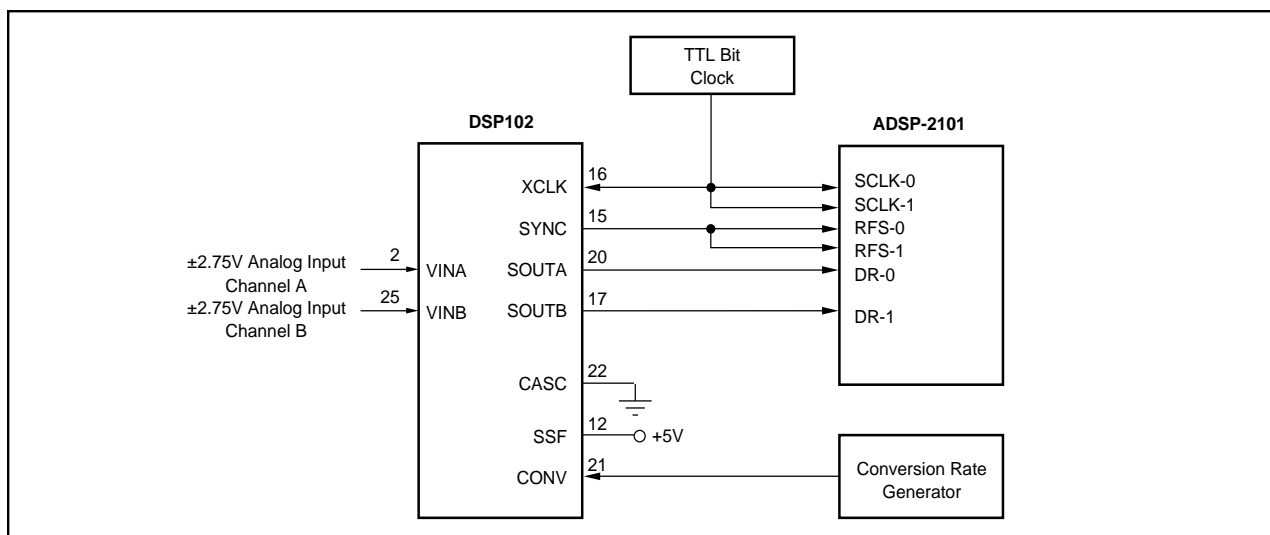 TTL Bit
Clock
DSP102
ADSP-2101
XCLK
16
SCLK-0
SCLK-1
SYNC
15
RFS-0
RFS-1
±2.75V Analog Input
Channel A
2
VINA
SOUTA
20
DR-0
±2.75V Analog Input
Channel B
25
VINB
SOUTB
17
DR-1
CASC
22
SSF
12
+5V
CONV
21
Conversion Rate
Generator